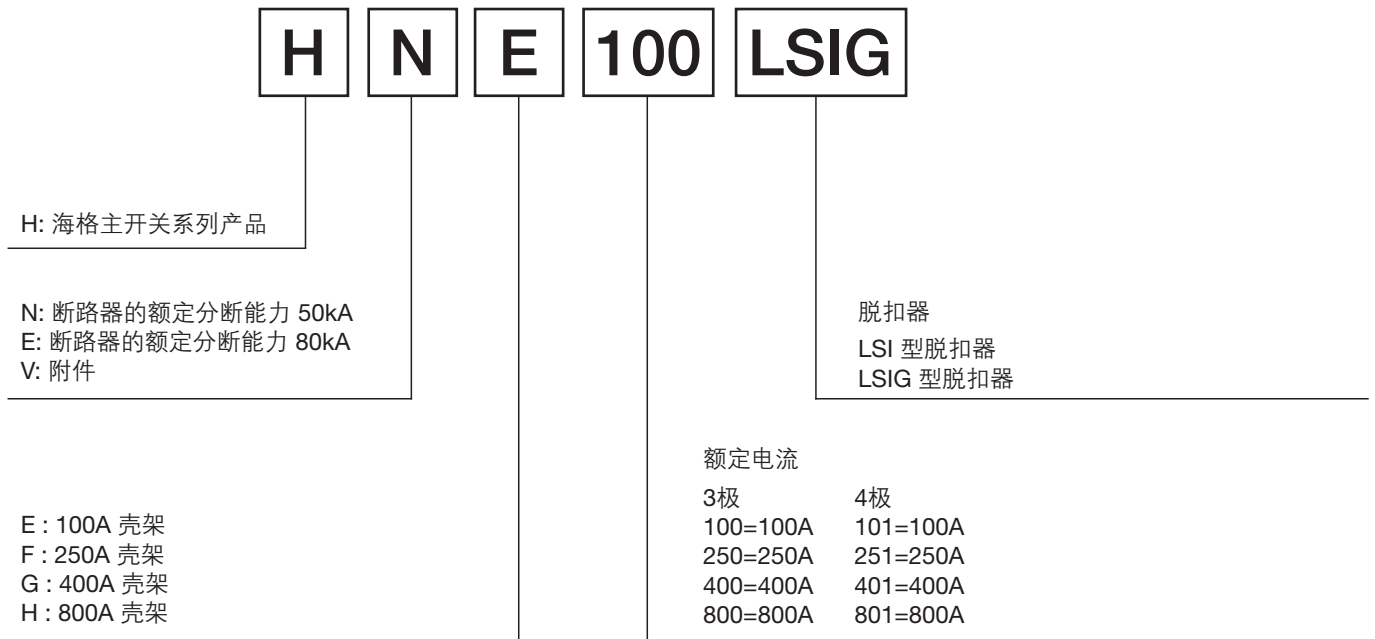 H N E 100 LSIG
H: 海格主开关系列产品
N: 断路器的额定分断能力 50kA
E: 断路器的额定分断能力 80kA
V: 附件
脱扣器
LSI 型脱扣器
LSIG 型脱扣器
E : 100A 壳架
F : 250A 壳架
G : 400A 壳架
H : 800A 壳架
额定电流
3极 4极
100=100A 101=100A
250=250A 251=250A
400=400A 401=400A
800=800A 801=800A